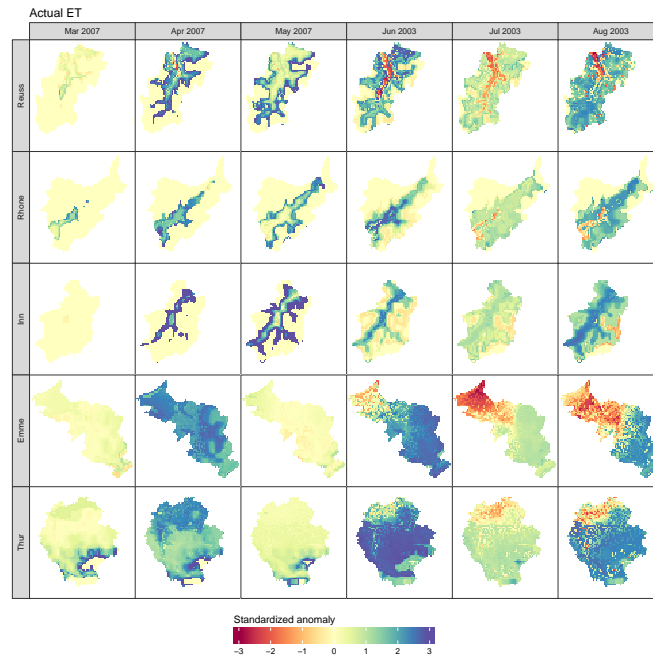 Actual ET
Mar 2007 Apr 2007 May 2007 Jun 2003 Jul 2003 Aug 2003
Reuss
Rhone
Inn
Emme
Thur
Standardized anomaly
−3 −2 −1 0 1 2 3